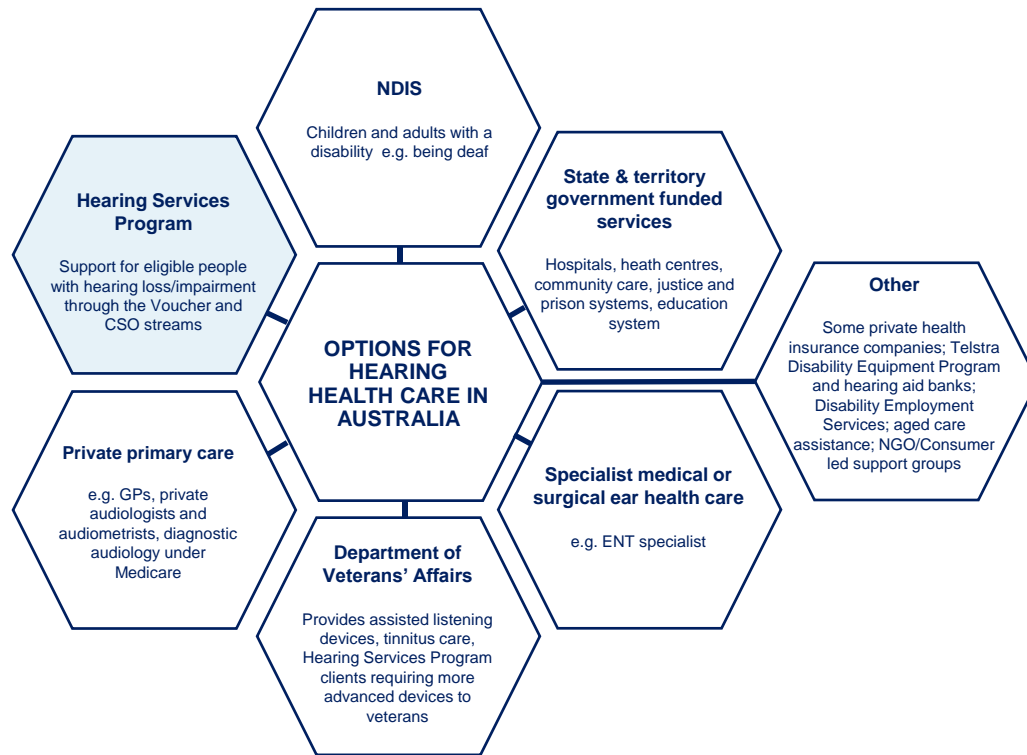 NDIS
Children and adults with a
disability e.g. being deaf
Hearing Services
Program
Support for eligible people
with hearing loss/impairment
through the Voucher and
CSO streams
State & territory
government funded
services
Hospitals, heath centres,
community care, justice and
prison systems, education
system
Other
Some private health
insurance companies; Telstra
Disability Equipment Program
and hearing aid banks;
Disability Employment
Services; aged care
assistance; NGO/Consumer
led support groups
OPTIONS FOR
HEARING
HEALTH CARE IN
AUSTRALIA
Private primary care
e.g. GPs, private
audiologists and
audiometrists, diagnostic
audiology under
Medicare
Specialist medical or
surgical ear health care
e.g. ENT specialist
Department of
Veterans’ Affairs
Provides assisted listening
devices, tinnitus care,
Hearing Services Program
clients requiring more
advanced devices to
veterans